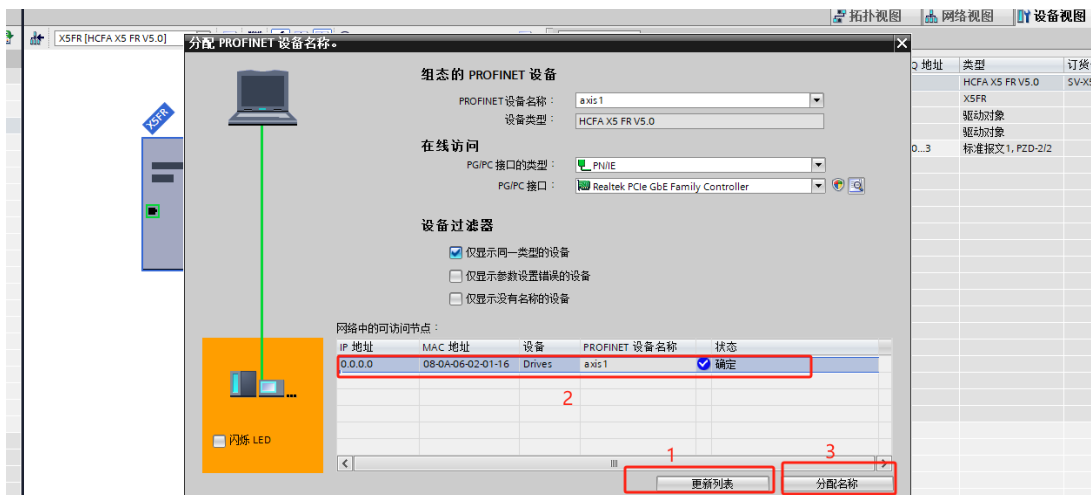 拓扑视图 网络视图 设备视图
X5FR [HCFA X5 FR V5.0]
分配 PROFINET 设备名称。
X5FR
组态的 PROFINET 设备
PROFINET设备名称： axis1
设备类型： HCFA X5 FR V5.0
在线访问
PG/PC 接口的类型： PN/IE
PG/PC 接口： Realtek PCIe GbE Family Controller
设备过滤器
仅显示同一类型的设备
仅显示参数设置错误的设备
仅显示没有名称的设备
网络中的可访问节点：
IP 地址 MAC 地址 设备 PROFINET 设备名称 状态
0.0.0.0 08-0A-06-02-01-16 Drives axis1 确定
2
闪烁 LED
1 3
更新列表 分配名称
Q 地址 类型 订货
HCFA X5 FR V5.0 SV-X5
X5FR
驱动对象
驱动对象
0...3 标准报文1, PZD-2/2